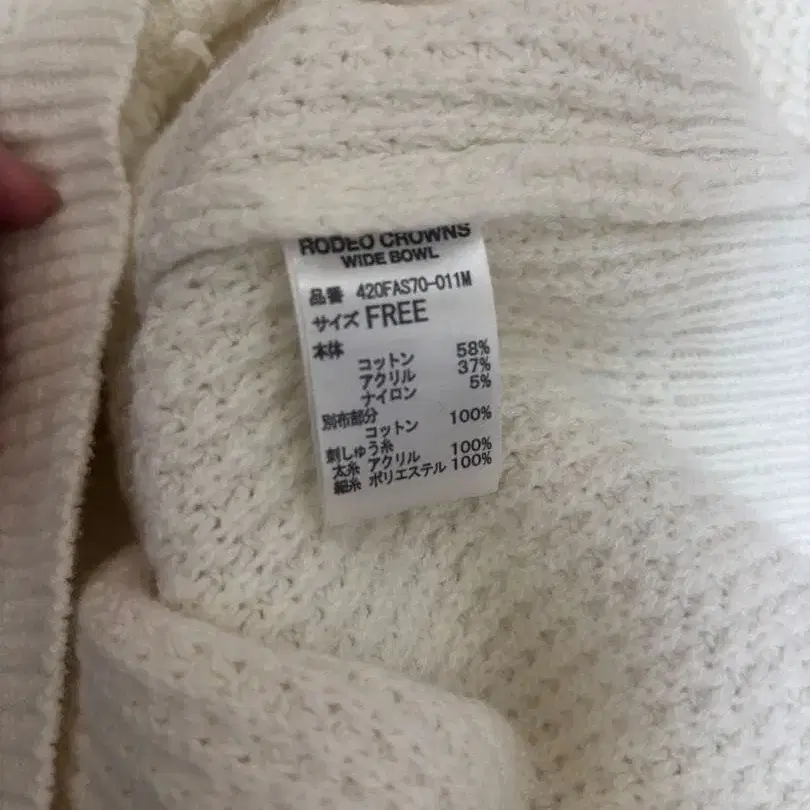 RODEO CROWNS
WIDE BOWL
品番 420FAS70-011M
サイズ FREE
本体
コットン 58%
アクリル 37%
ナイロン 5%
別布部分
コットン 100%
刺しゅう糸
太糸 アクリル 100%
細糸 ポリエステル 100%